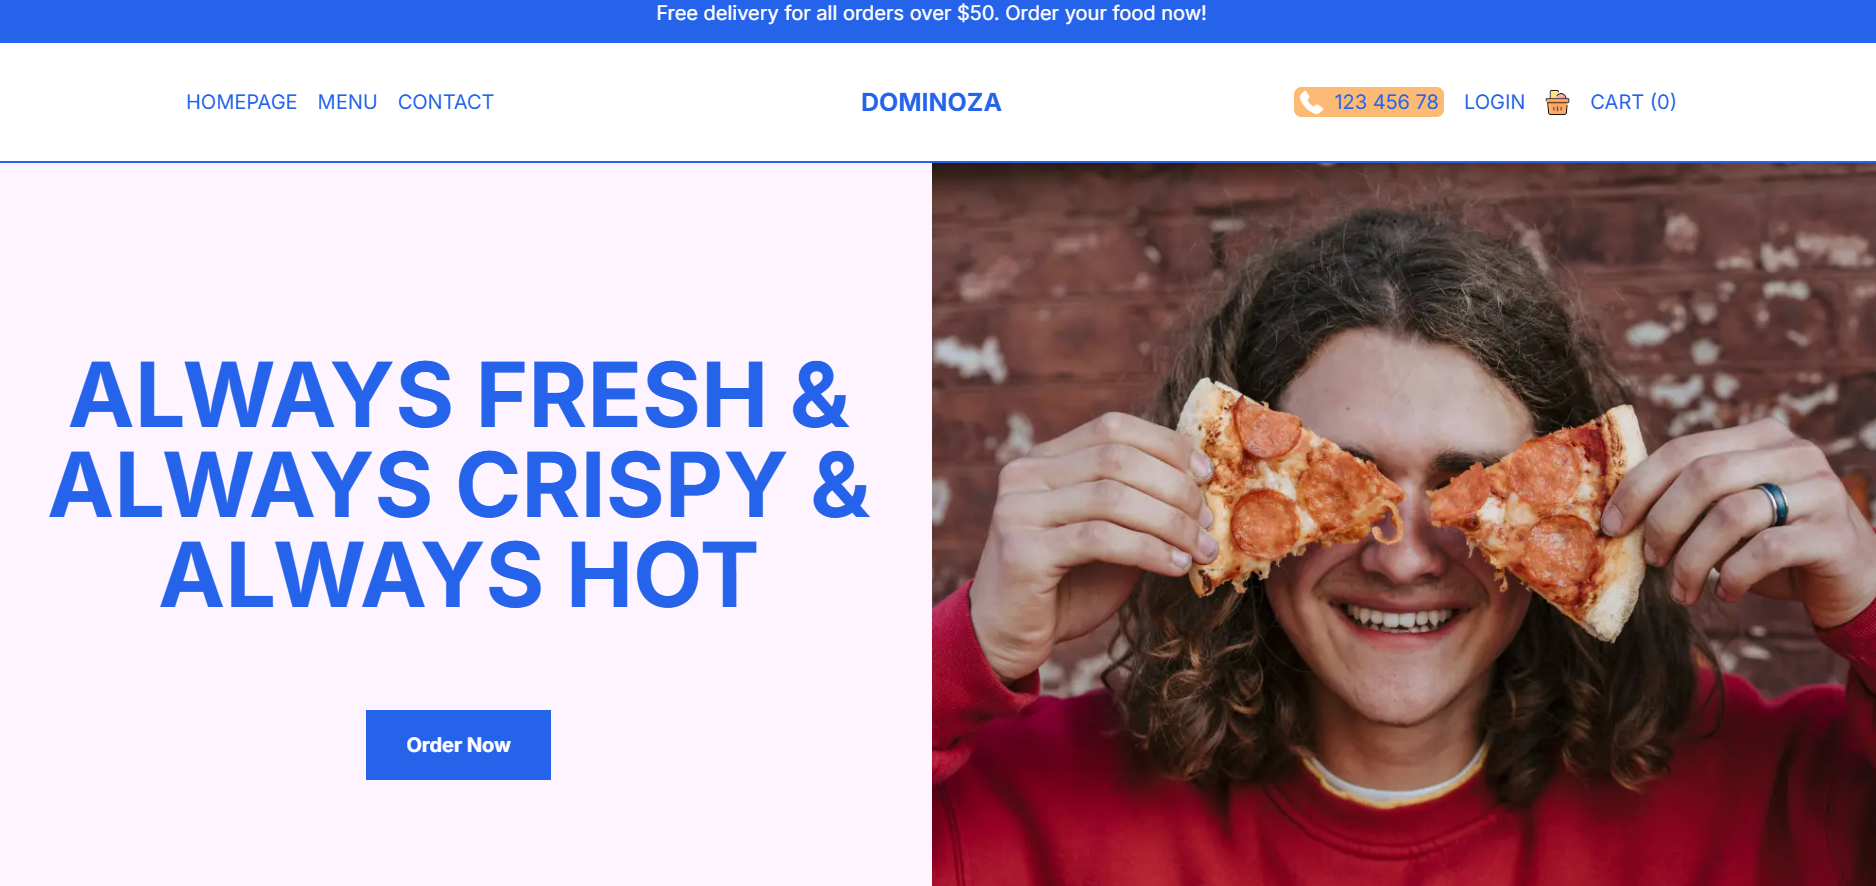 Free delivery for all orders over $50. Order your food now!
HOMEPAGE MENU CONTACT
DOMINOZA
123 456 78 LOGIN CART (0)
ALWAYS FRESH &
ALWAYS CRISPY &
ALWAYS HOT
Order Now